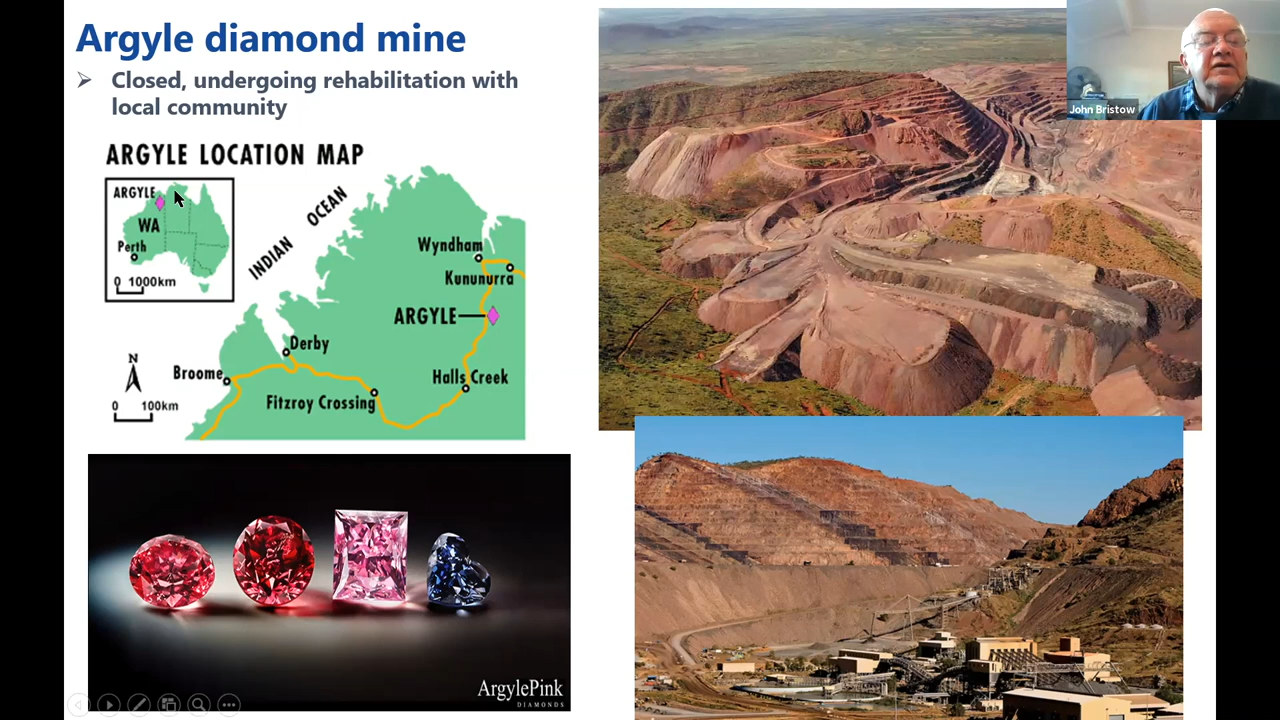 Argyle diamond mine
➢ Closed, undergoing rehabilitation with
local community
John Bristow
ARGYLE LOCATION MAP
ARGYLE
WA
Perth
0 1000km
INDIAN OCEAN
Wyndham
Kununurra
ARGYLE
Derby
Broome
Halls Creek
Fitzroy Crossing
N
0 100km
ArgylePink
DIAMONDS